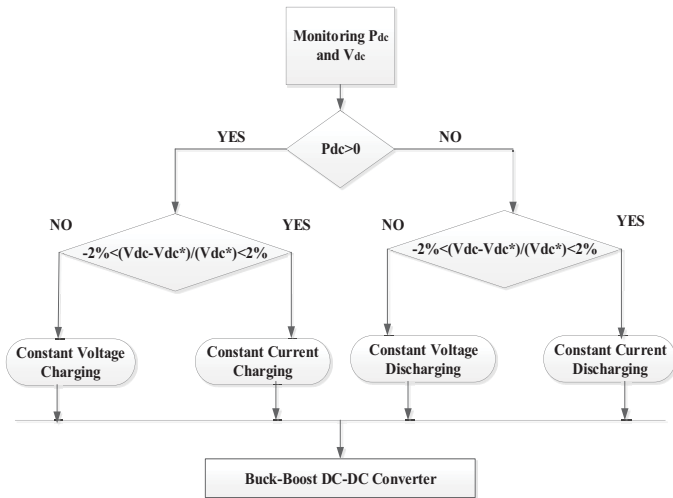 Monitoring Pdc
and Vdc
YES
NO
Pdc>0
NO
YES
NO
YES
-2%<(Vdc-Vdc*)/(Vdc*)<2%
-2%<(Vdc-Vdc*)/(Vdc*)<2%
Constant Voltage
Charging
Constant Current
Charging
Constant Voltage
Discharging
Constant Current
Discharging
Buck-Boost DC-DC Converter